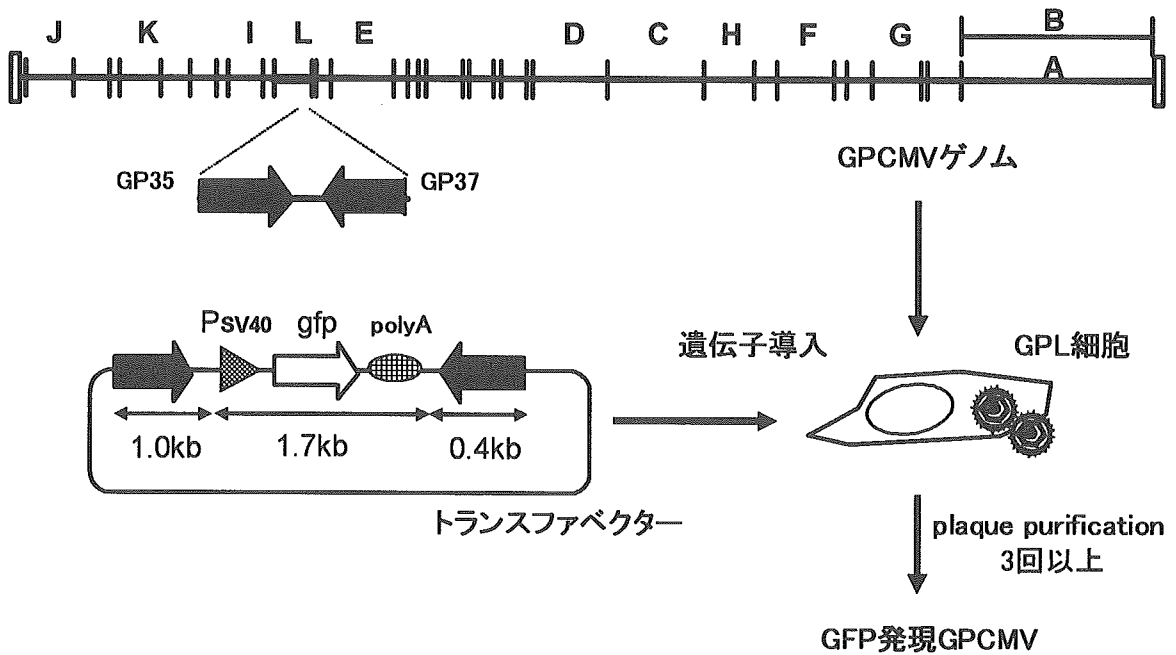 J K I L E D C H F G B
A
GPCMVゲノム
GP35 GP37
PSV40 gfp polyA
遺伝子導入 GPL細胞
1.0kb 1.7kb 0.4kb
トランスファベクター
plaque purification
3回以上
GFP発現GPCMV